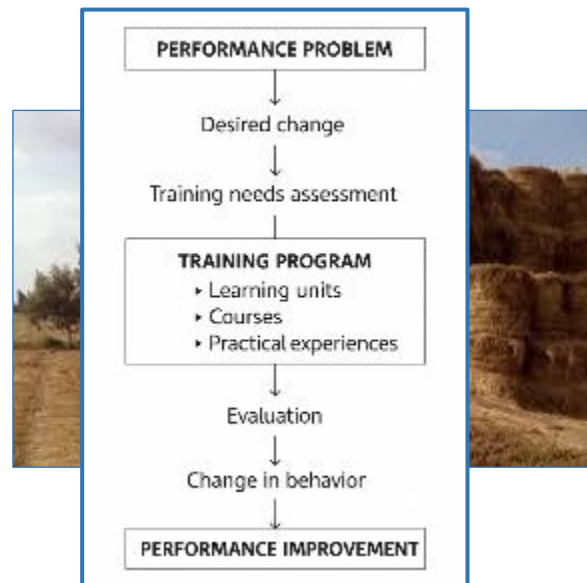 PERFORMANCE PROBLEM
Desired change
Training needs assessment
TRAINING PROGRAM
▸ Learning units
▸ Courses
▸ Practical experiences
Evaluation
Change in behavior
PERFORMANCE IMPROVEMENT